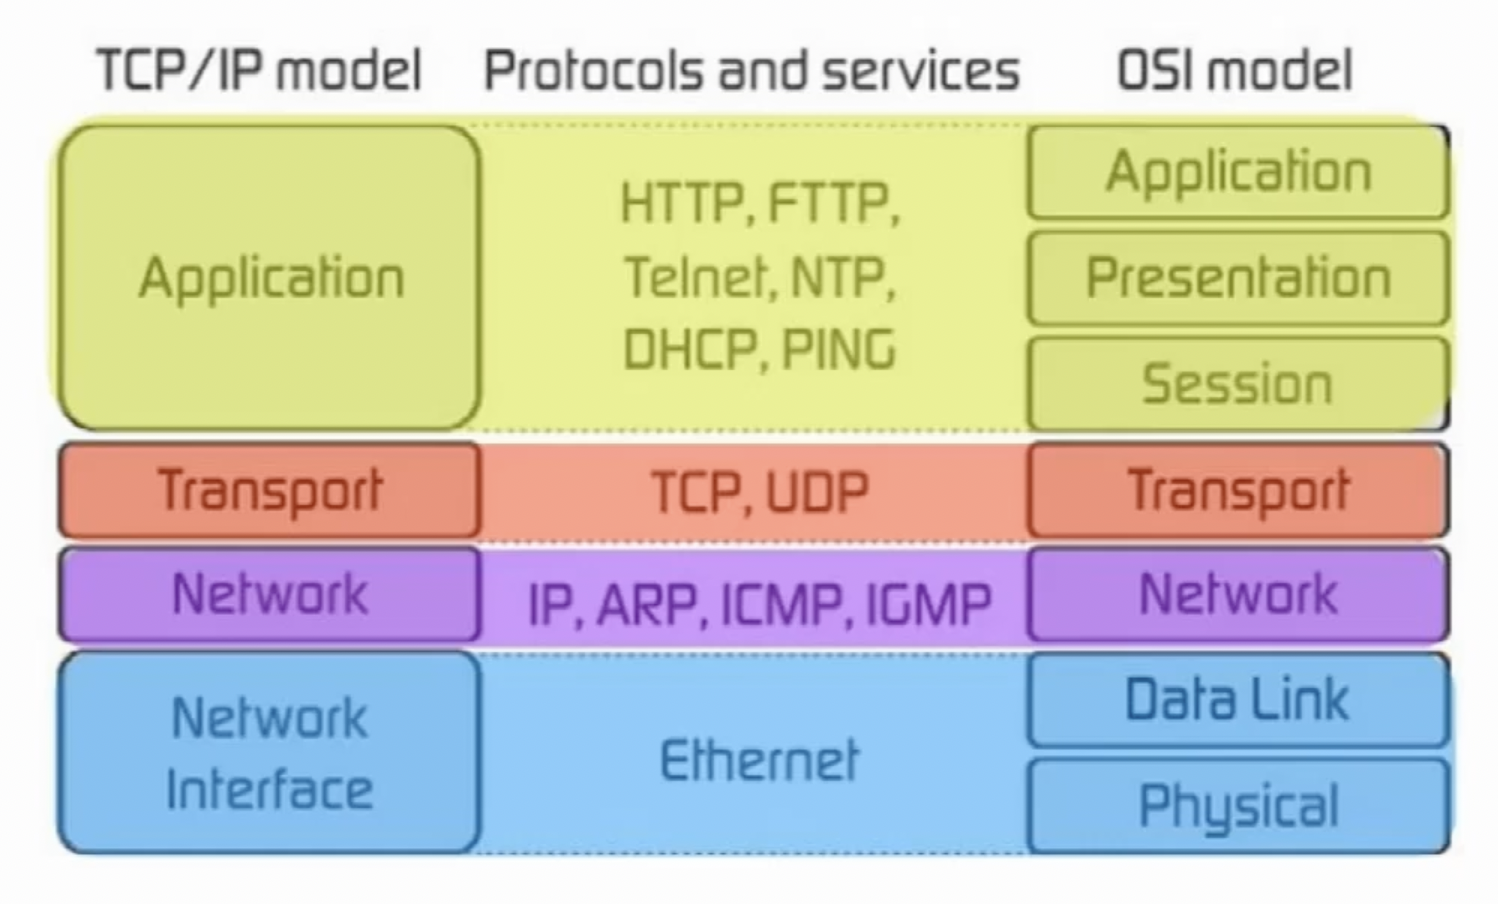 TCP/IP model Protocols and services OSI model
Application
HTTP, FTTP,
Telnet, NTP,
DHCP, PING
Application
Presentation
Session
Transport TCP, UDP Transport
Network IP, ARP, ICMP, IGMP Network
Network
Interface
Ethernet
Data Link
Physical